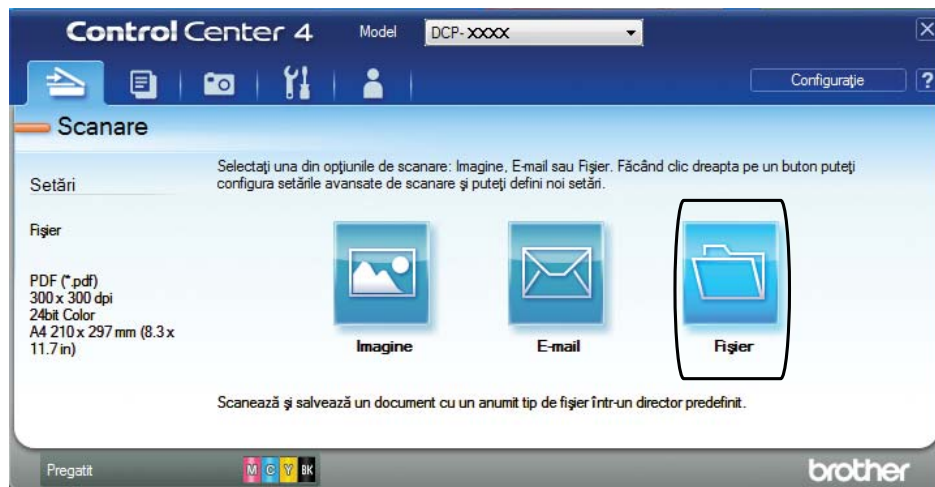 Control Center 4 Model DCP- XXXX X
Configurație ?
Scanare
Setări
Selectați una din opțiunile de scanare: Imagine, E-mail sau Fișier. Făcând clic dreapta pe un buton puteți
configura setările avansate de scanare și puteți defini noi setări.
Fișier
PDF (*.pdf)
300 x 300 dpi
24bit Color
A4 210 x 297 mm (8.3 x
11.7 in)
Imagine E-mail Fișier
Scanează și salvează un document cu un anumit tip de fișier într-un director predefinit.
Pregatit M C Y BK brother